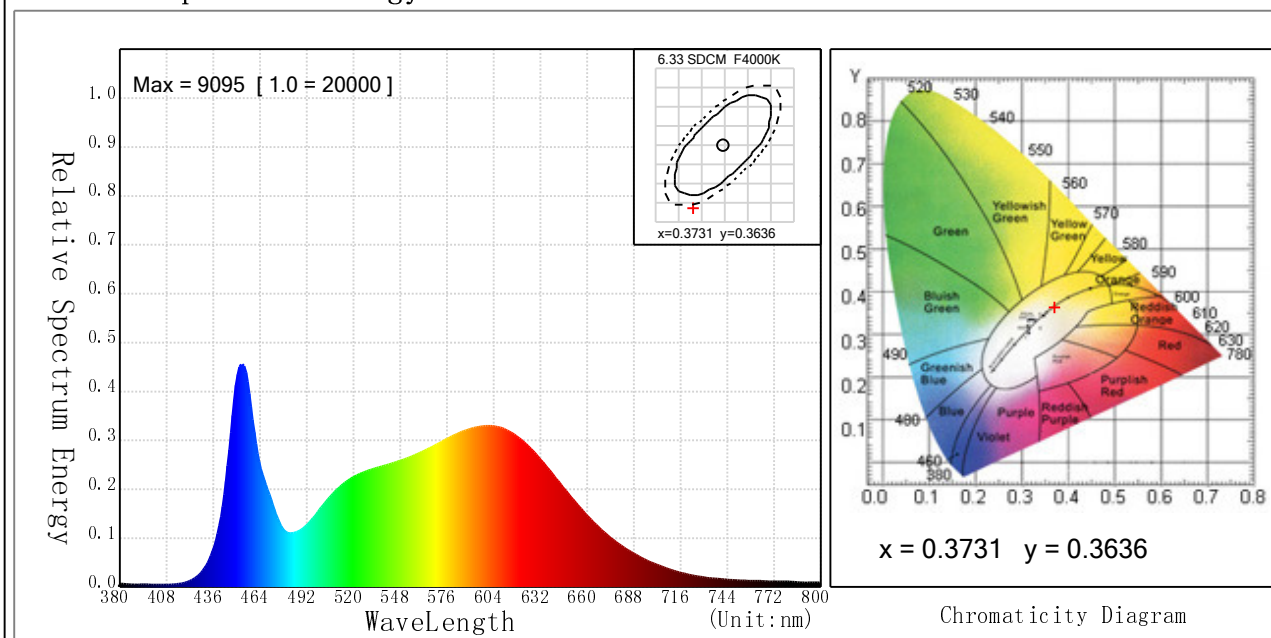 Max = 9095 [ 1.0 = 20000 ]
6.33 SDCM F4000K
x=0.3731 y=0.3636
Relative Spectrum Energy
1.0
0.9
0.8
0.7
0.6
0.5
0.4
0.3
0.2
0.1
0.0
380 408 436 464 492 520 548 576 604 632 660 688 716 744 772 800
WaveLength
(Unit:nm)
Y
0.8
0.7
0.6
0.5
0.4
0.3
0.2
0.1
0.0 0.1 0.2 0.3 0.4 0.5 0.6 0.7 0.8
520
530
540
550
560
570
580
590
600
610
620
630
780
490
480
460
380
Green
Yellowish
Green
Yellow
Green
Yellow
Orange
Reddish
Orange
Red
Bluish
Green
Greenish
Blue
Blue
Violet
Purple
Reddish
Purple
Purplish
Red
x = 0.3731 y = 0.3636
Chromaticity Diagram